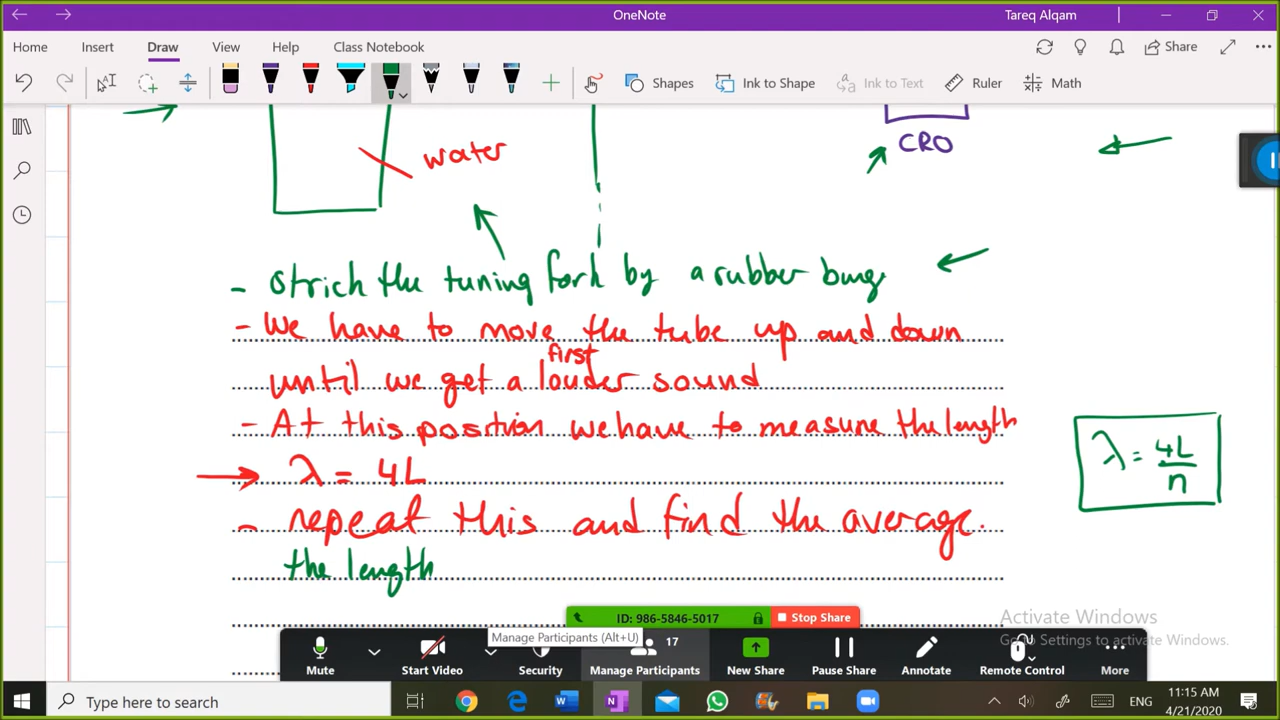 OneNote
Tareq Alqam
Home Insert Draw View Help Class Notebook
Share
Shapes Ink to Shape Ink to Text Ruler Math
water
CRO
- Strich the tuning fork by a rubber bung
- We have to move the tube up and down
first
until we get a louder sound
- At this position we have to measure the length
λ = 4L
λ = 4L/n
- repeat this and find the average.
the length
ID: 986-5846-5017 Stop Share
Activate Windows
Go to Settings to activate Windows.
Manage Participants (Alt+U)
17
Mute Start Video Security Manage Participants New Share Pause Share Annotate Remote Control More
Type here to search
ENG
11:15 AM
4/21/2020